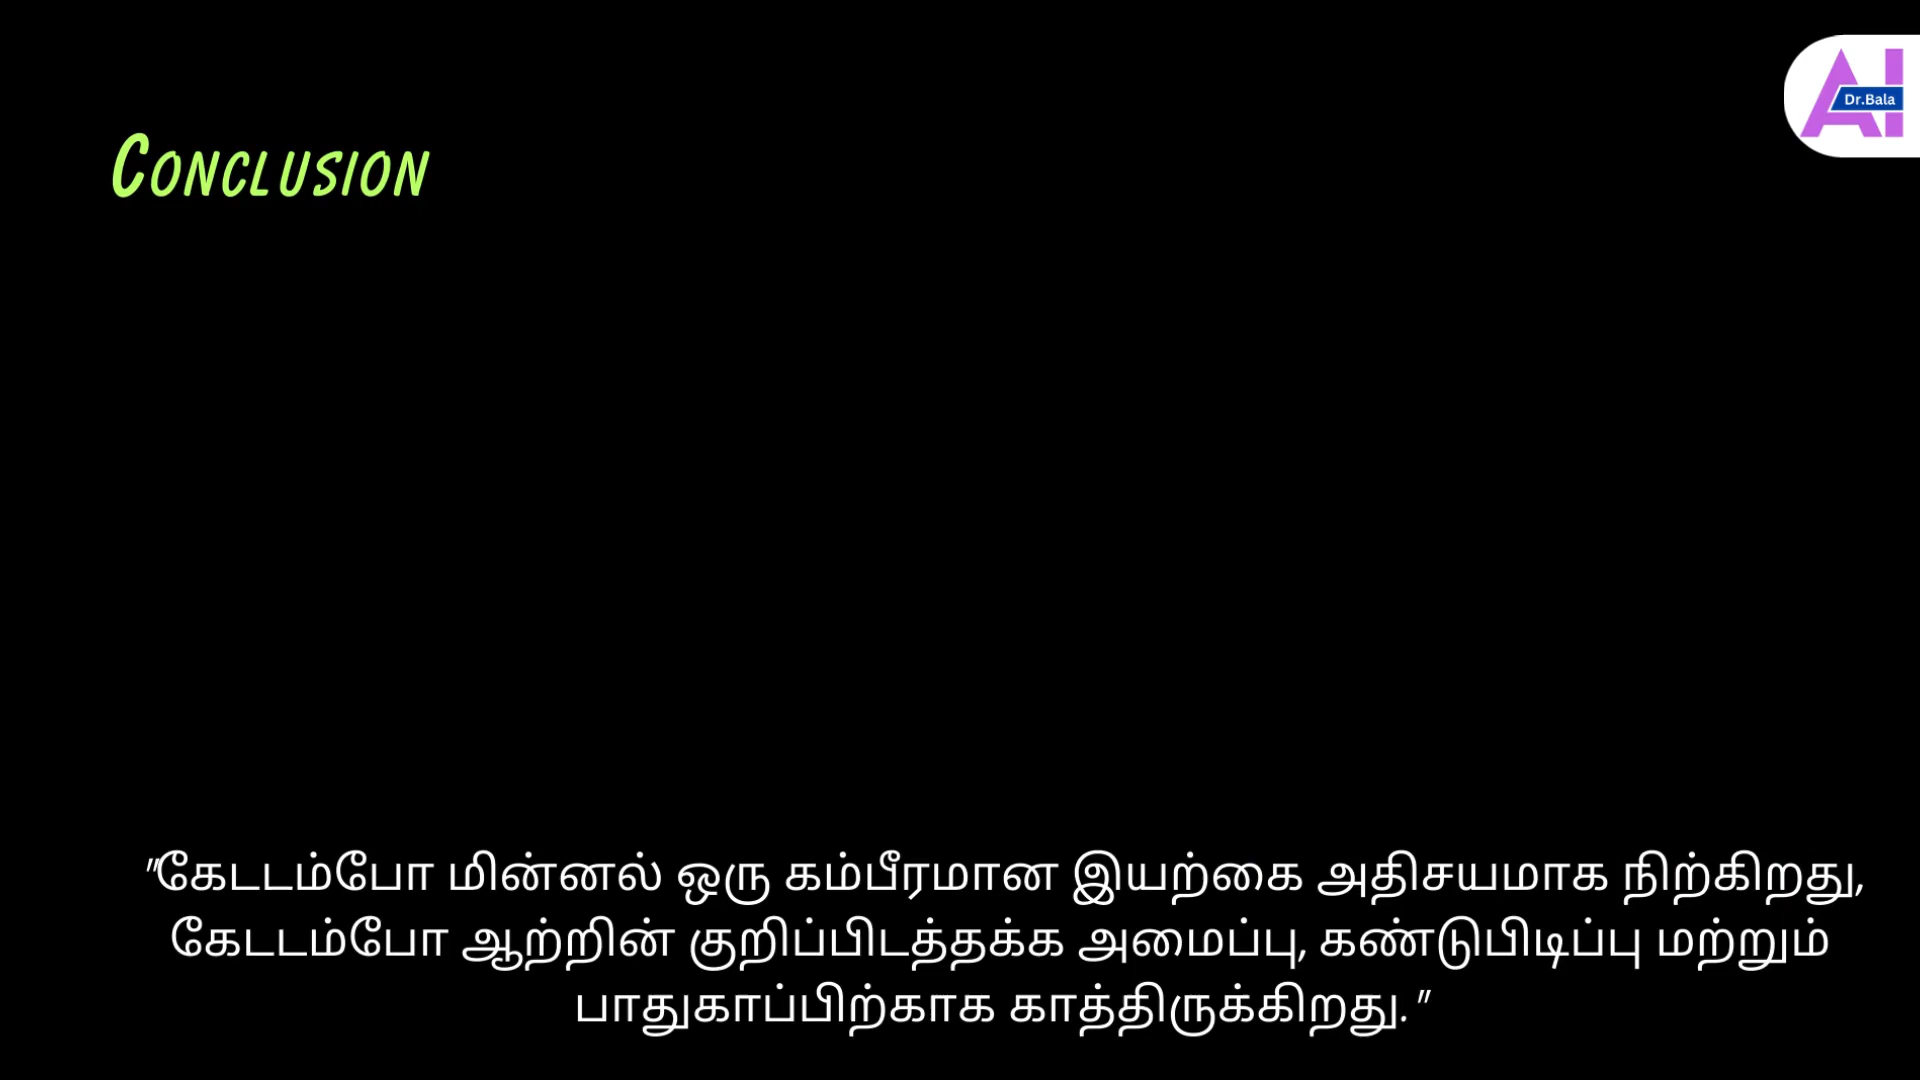 Dr.Bala
AI
CONCLUSION
"கேடடம்போ மின்னல் ஒரு கம்பீரமான இயற்கை அதிசயமாக நிற்கிறது,
கேடடம்போ ஆற்றின் குறிப்பிடத்தக்க அமைப்பு, கண்டுபிடிப்பு மற்றும்
பாதுகாப்பிற்காக காத்திருக்கிறது."